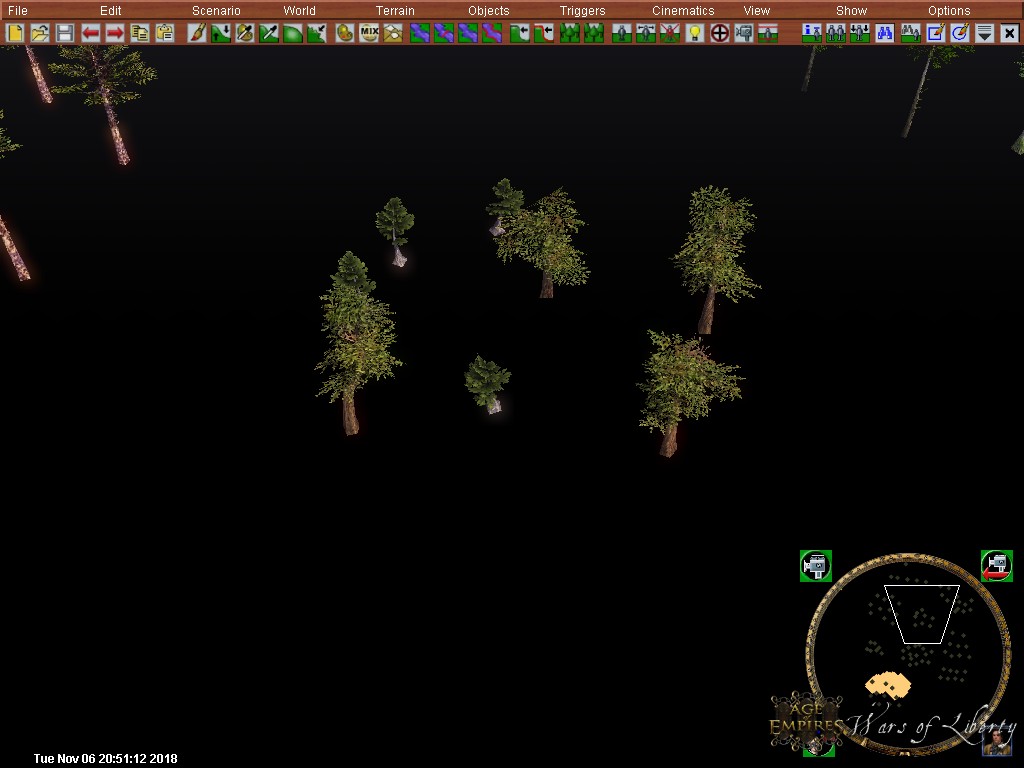 File Edit Scenario World Terrain Objects Triggers Cinematics View Show Options
MIX
AGE OF EMPIRES Wars of Liberty
Tue Nov 06 20:51:12 2018